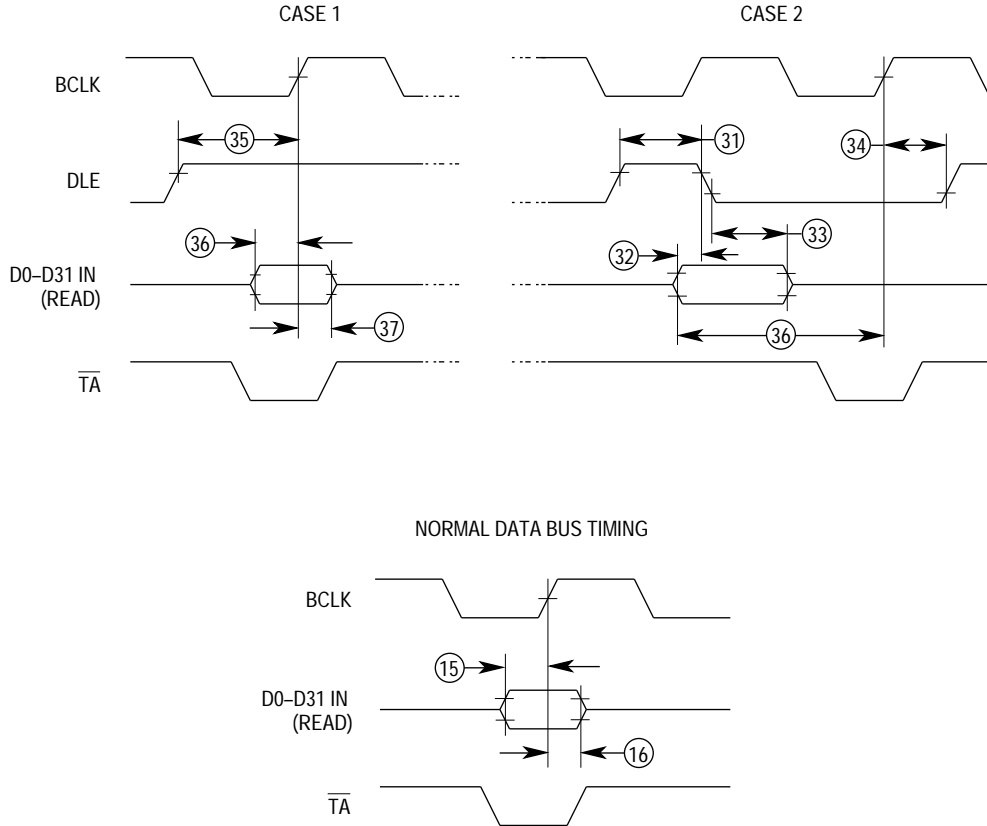 CASE 1
CASE 2
BCLK
35
31
34
DLE
36
33
32
D0–D31 IN
(READ)
37
36
TA
NORMAL DATA BUS TIMING
BCLK
15
D0–D31 IN
(READ)
16
TA